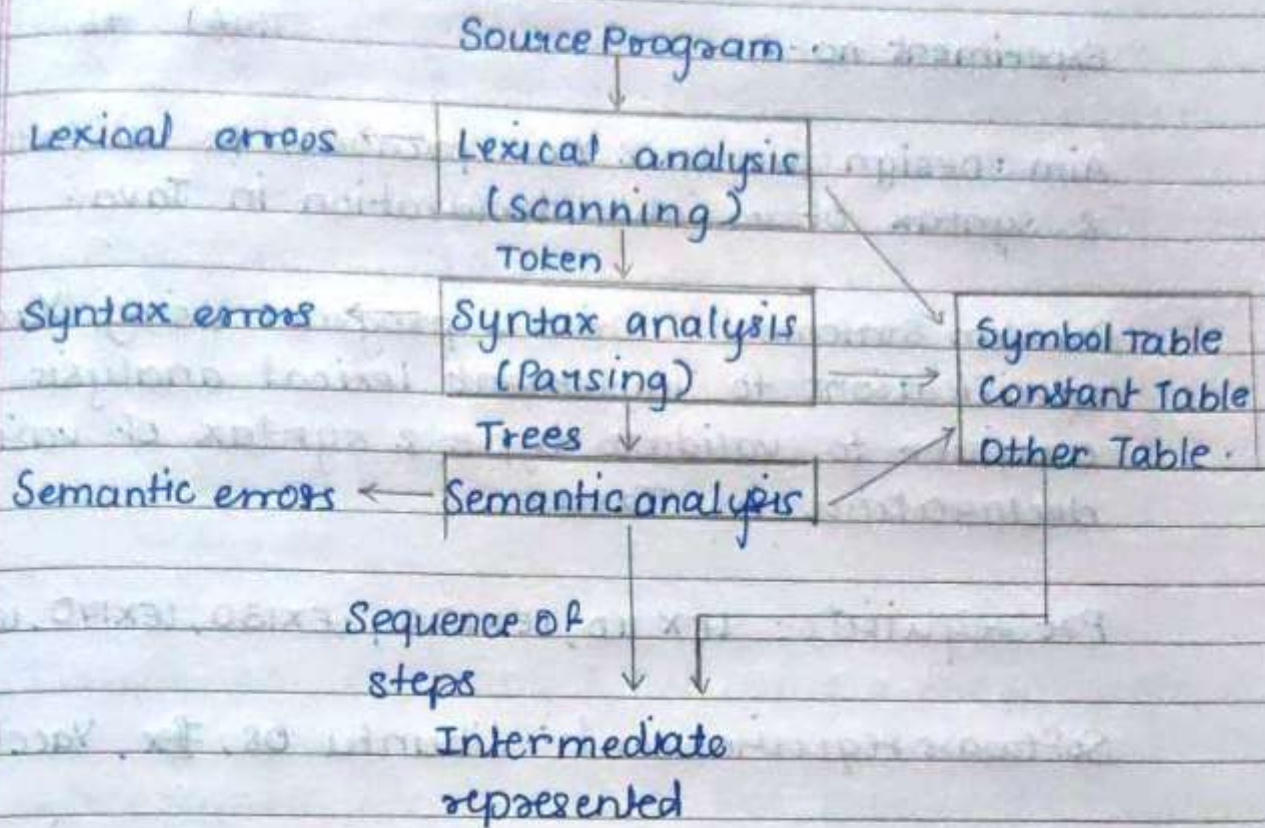 Source Program
Lexical errors
Lexical analysis
(scanning)
Token
Syntax errors
Syntax analysis
(Parsing)
Symbol Table
Constant Table
Other Table.
Trees
Semantic errors
Semantic analysis
Sequence of
steps
Intermediate
represented